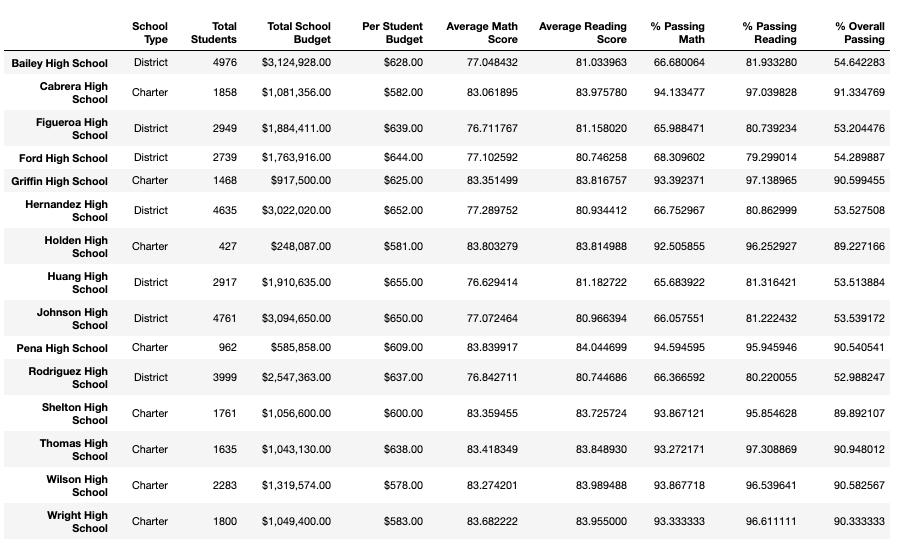 School Type Total Students Total School Budget Per Student Budget Average Math Score Average Reading Score % Passing Math % Passing Reading % Overall Passing
Bailey High School District 4976 $3,124,928.00 $628.00 77.048432 81.033963 66.680064 81.933280 54.642283
Cabrera High School Charter 1858 $1,081,356.00 $582.00 83.061895 83.975780 94.133477 97.039828 91.334769
Figueroa High School District 2949 $1,884,411.00 $639.00 76.711767 81.158020 65.988471 80.739234 53.204476
Ford High School District 2739 $1,763,916.00 $644.00 77.102592 80.746258 68.309602 79.299014 54.289887
Griffin High School Charter 1468 $917,500.00 $625.00 83.351499 83.816757 93.392371 97.138965 90.599455
Hernandez High School District 4635 $3,022,020.00 $652.00 77.289752 80.934412 66.752967 80.862999 53.527508
Holden High School Charter 427 $248,087.00 $581.00 83.803279 83.814988 92.505855 96.252927 89.227166
Huang High School District 2917 $1,910,635.00 $655.00 76.629414 81.182722 65.683922 81.316421 53.513884
Johnson High School District 4761 $3,094,650.00 $650.00 77.072464 80.966394 66.057551 81.222432 53.539172
Pena High School Charter 962 $585,858.00 $609.00 83.839917 84.044699 94.594595 95.945946 90.540541
Rodriguez High School District 3999 $2,547,363.00 $637.00 76.842711 80.744686 66.366592 80.220055 52.988247
Shelton High School Charter 1761 $1,056,600.00 $600.00 83.359455 83.725724 93.867121 95.854628 89.892107
Thomas High School Charter 1635 $1,043,130.00 $638.00 83.418349 83.848930 93.272171 97.308869 90.948012
Wilson High School Charter 2283 $1,319,574.00 $578.00 83.274201 83.989488 93.867718 96.539641 90.582567
Wright High School Charter 1800 $1,049,400.00 $583.00 83.682222 83.955000 93.333333 96.611111 90.333333